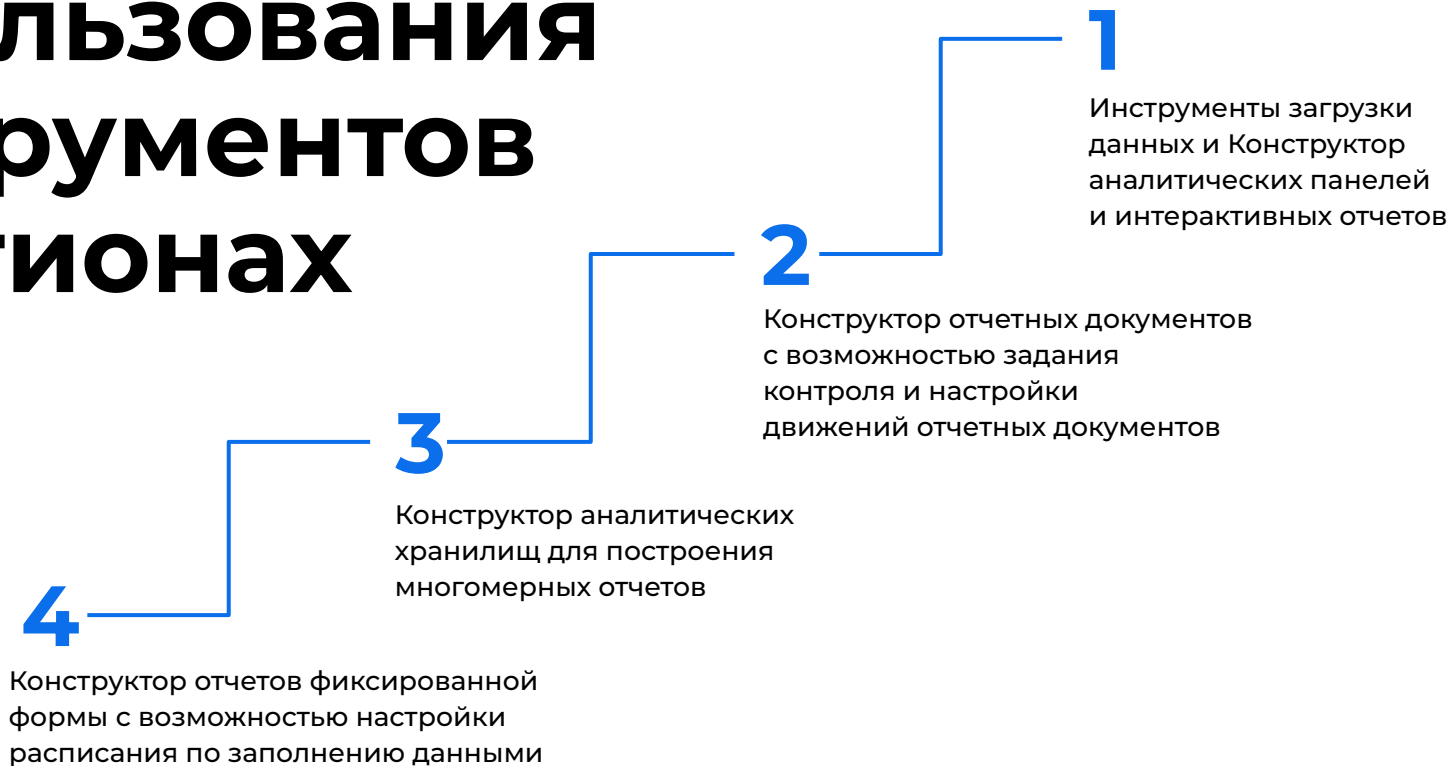 льзования
рументов
гионах
1
Инструменты загрузки
данных и Конструктор
аналитических панелей
и интерактивных отчетов
2
Конструктор отчетных документов
с возможностью задания
контроля и настройки
движений отчетных документов
3
Конструктор аналитических
хранилищ для построения
многомерных отчетов
4
Конструктор отчетов фиксированной
формы с возможностью настройки
расписания по заполнению данными